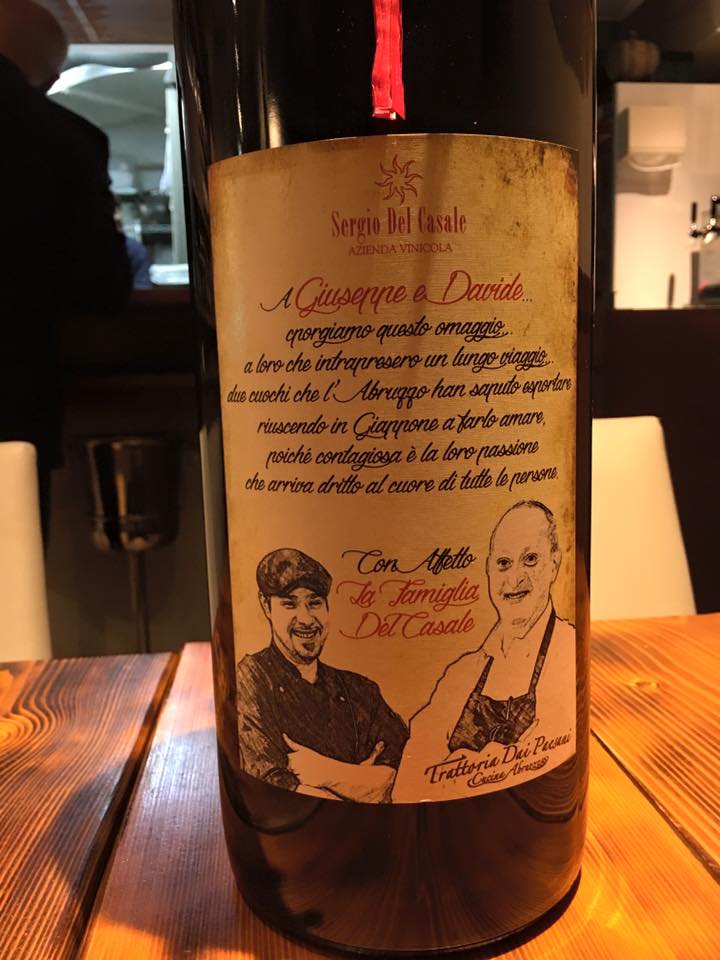 Sergio Del Casale
AZIENDA VINICOLA
A Giuseppe e Davide...
porgiamo questo omaggio...
a loro che intrapresero un lungo viaggio...
due cuochi che l'Abruzzo han saputo esportare
riuscendo in Giappone a farlo amare,
poiché contagiosa è la loro passione
che arriva dritto al cuore di tutte le persone.
Con Affetto
La Famiglia
Del Casale
Trattoria Dai Paesani
Cucina Abruzzese